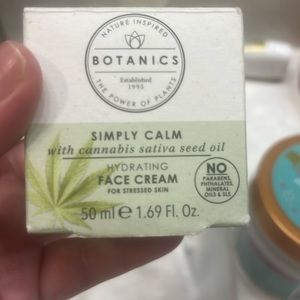 NATURE INSPIRED
BOTANICS
Established
1995
THE POWER OF PLANTS
SIMPLY CALM
with cannabis sativa seed oil
HYDRATING
FACE CREAM
FOR STRESSED SKIN
50 ml e 1.69 Fl. Oz.
NO
PARABENS,
PHTHALATES,
MINERAL
OILS & SLS